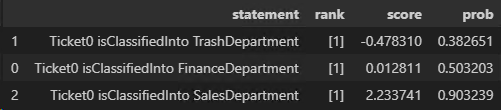 statement rank score prob
1 Ticket0 isClassifiedInto TrashDepartment [1] -0.478310 0.382651
0 Ticket0 isClassifiedInto FinanceDepartment [1] 0.012811 0.503203
2 Ticket0 isClassifiedInto SalesDepartment [1] 2.233741 0.903239